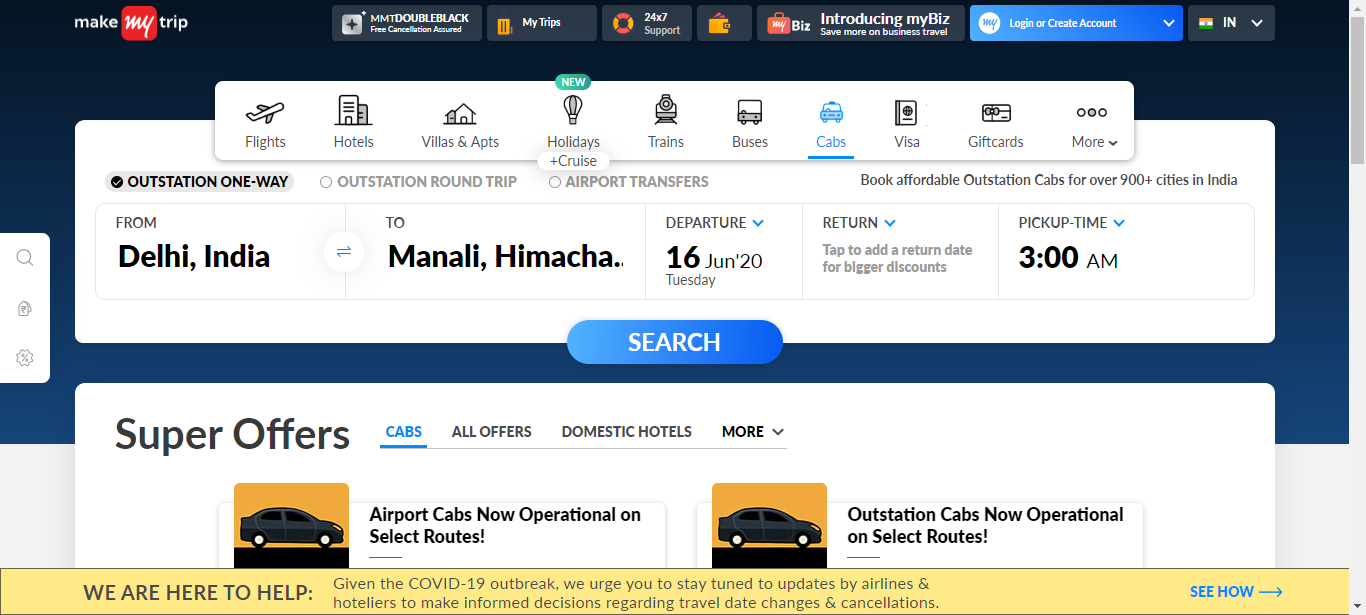 make my trip
MMTDOUBLEBLACK
Free Cancellation Assured
My Trips
24x7
Support
my Biz
Introducing myBiz
Save more on business travel
my
Login or Create Account
IN
NEW
Flights
Hotels
Villas & Apts
Holidays
+Cruise
Trains
Buses
Cabs
Visa
Giftcards
More
OUTSTATION ONE-WAY
OUTSTATION ROUND TRIP
AIRPORT TRANSFERS
Book affordable Outstation Cabs for over 900+ cities in India
FROM
Delhi, India
TO
Manali, Himacha..
DEPARTURE
16 Jun'20
Tuesday
RETURN
Tap to add a return date
for bigger discounts
PICKUP-TIME
3:00 AM
SEARCH
Super Offers
CABS
ALL OFFERS
DOMESTIC HOTELS
MORE
Airport Cabs Now Operational on
Select Routes!
Outstation Cabs Now Operational
on Select Routes!
WE ARE HERE TO HELP:
Given the COVID-19 outbreak, we urge you to stay tuned to updates by airlines &
hoteliers to make informed decisions regarding travel date changes & cancellations.
SEE HOW